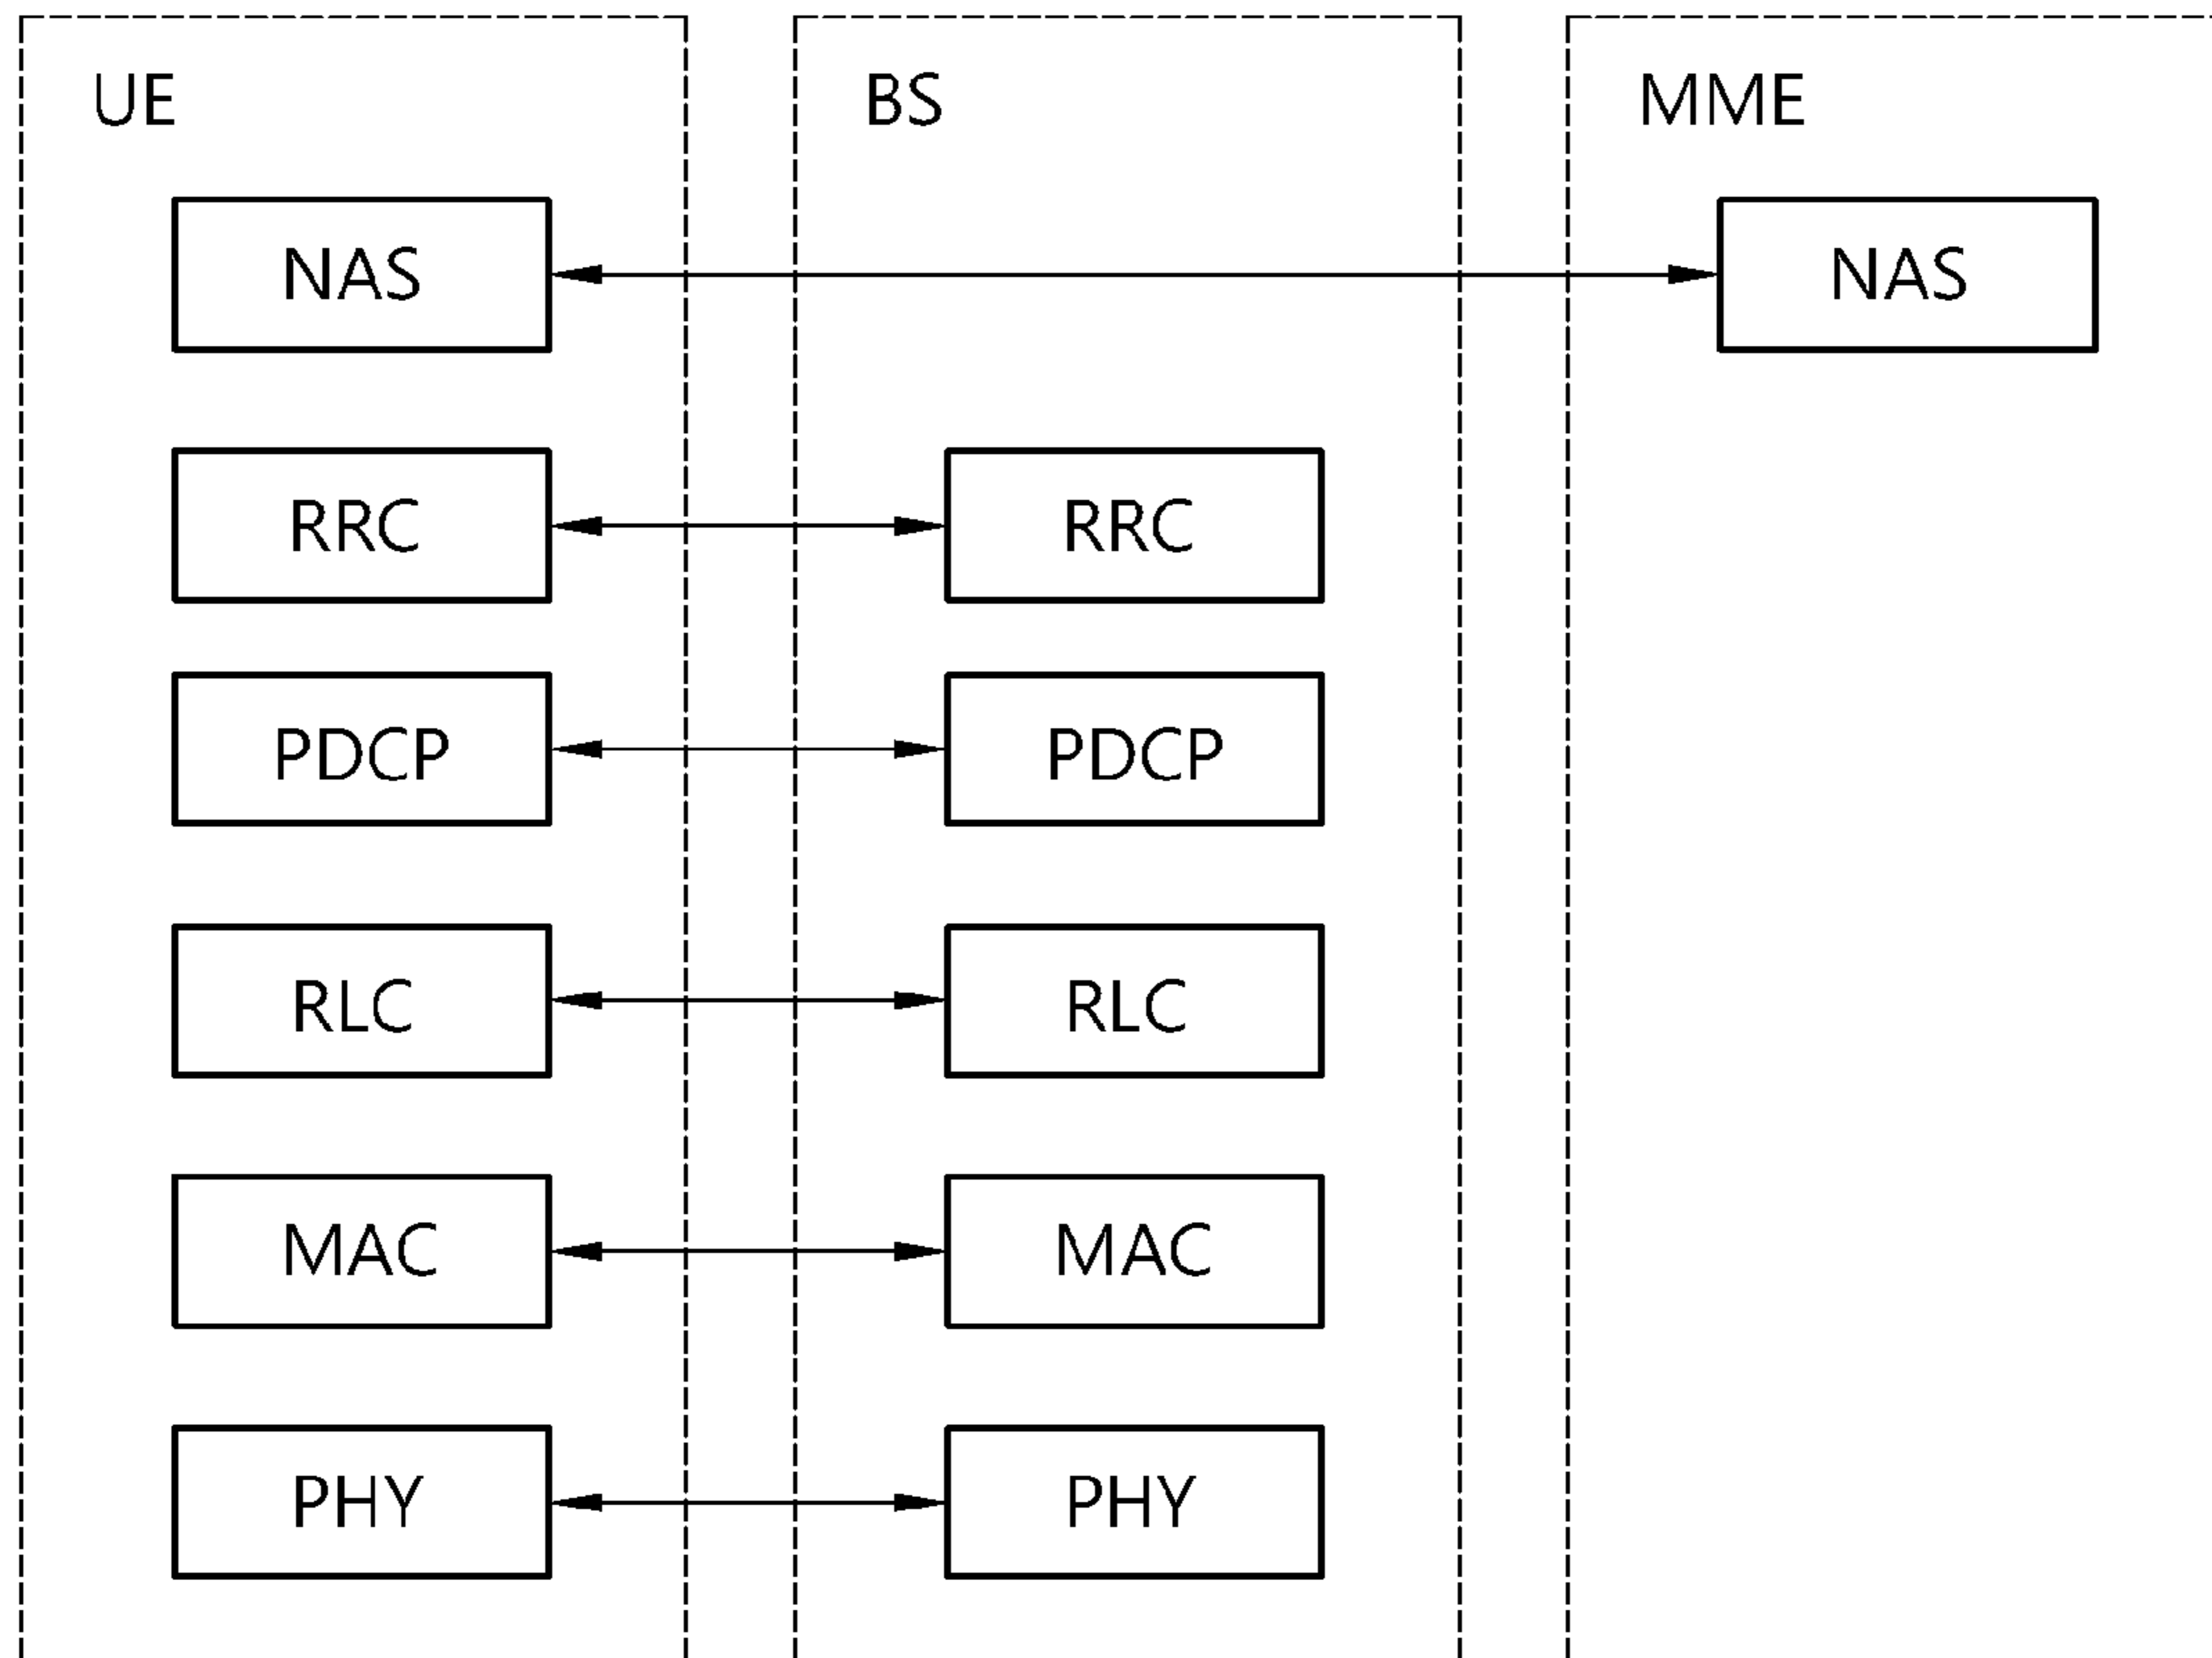 UE BS MME
NAS NAS
RRC RRC
PDCP PDCP
RLC RLC
MAC MAC
PHY PHY